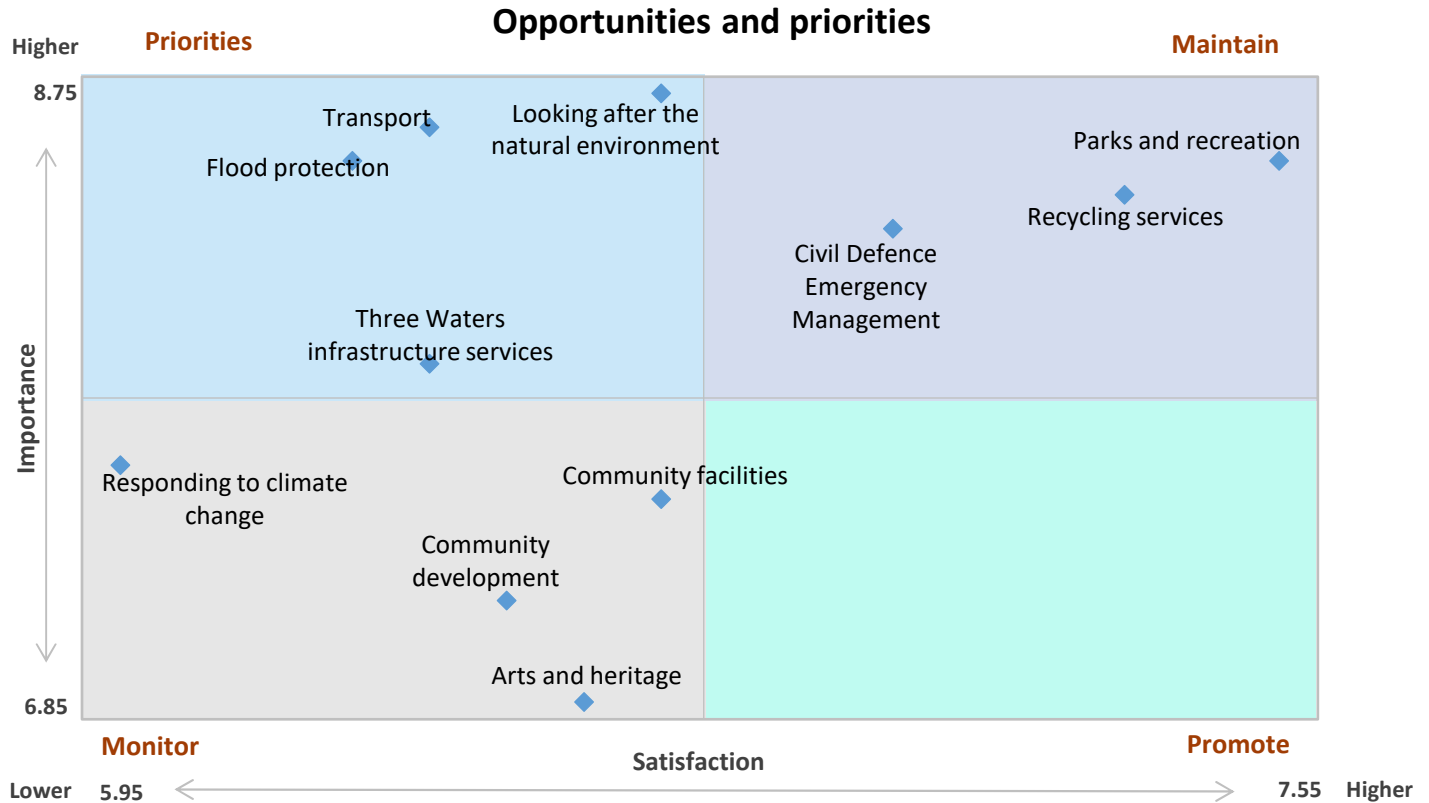 Opportunities and priorities
Priorities
Maintain
Higher
8.75
Transport
Looking after the
natural environment
Flood protection
Parks and recreation
Recycling services
Civil Defence
Emergency
Management
Three Waters
infrastructure services
Importance
Responding to climate
change
Community facilities
Community
development
Arts and heritage
6.85
Monitor
Satisfaction
Promote
Lower
5.95
7.55
Higher